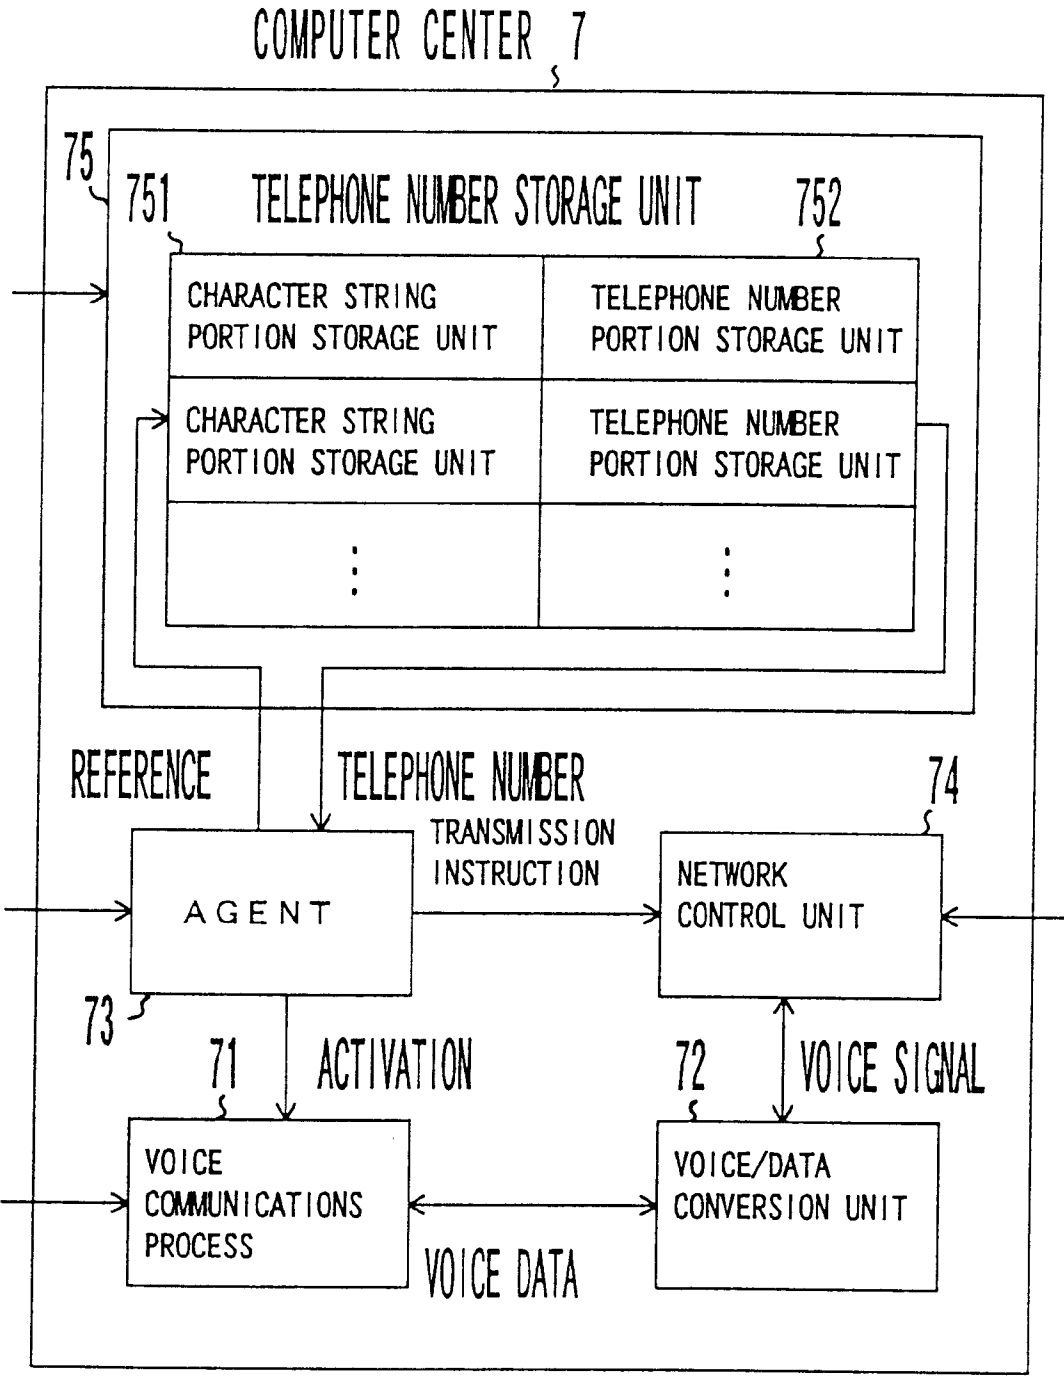 COMPUTER CENTER 7
75
751 TELEPHONE NUMBER STORAGE UNIT 752
CHARACTER STRING
PORTION STORAGE UNIT
TELEPHONE NUMBER
PORTION STORAGE UNIT
CHARACTER STRING
PORTION STORAGE UNIT
TELEPHONE NUMBER
PORTION STORAGE UNIT
REFERENCE
TELEPHONE NUMBER
74
TRANSMISSION
INSTRUCTION
AGENT
NETWORK
CONTROL UNIT
73
71
ACTIVATION
72
VOICE SIGNAL
VOICE
COMMUNICATIONS
PROCESS
VOICE/DATA
CONVERSION UNIT
VOICE DATA